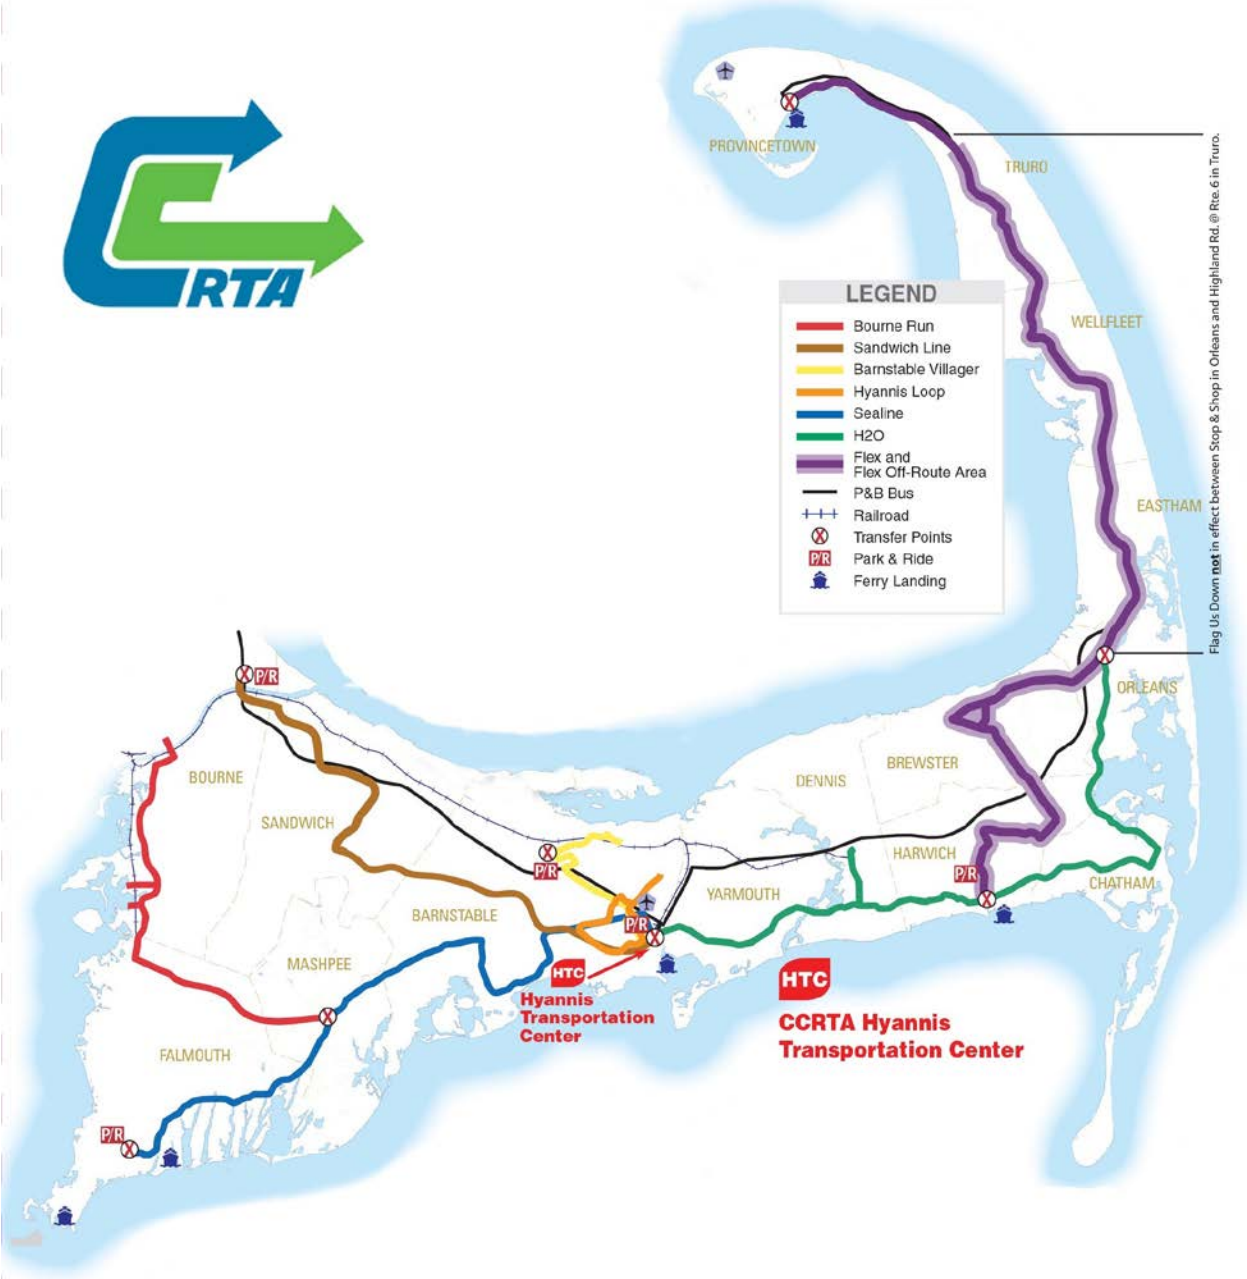 RTA
PROVINCETOWN
TRURO
LEGEND
Bourne Run
Sandwich Line
Barnstable Villager
Hyannis Loop
Sealine
H2O
Flex and
Flex Off-Route Area
P&B Bus
Railroad
Transfer Points
P/R Park & Ride
Ferry Landing
WELLFLEET
EASTHAM
Flag Us Down not in effect between Stop & Shop in Orleans and Highland Rd. @ Rte. 6 in Truro.
P/R
ORLEANS
BOURNE
BREWSTER
DENNIS
SANDWICH
HARWICH
P/R
P/R
CHATHAM
YARMOUTH
BARNSTABLE
P/R
MASHPEE
HTC
Hyannis
Transportation
Center
HTC
CCRTA Hyannis
Transportation Center
FALMOUTH
P/R